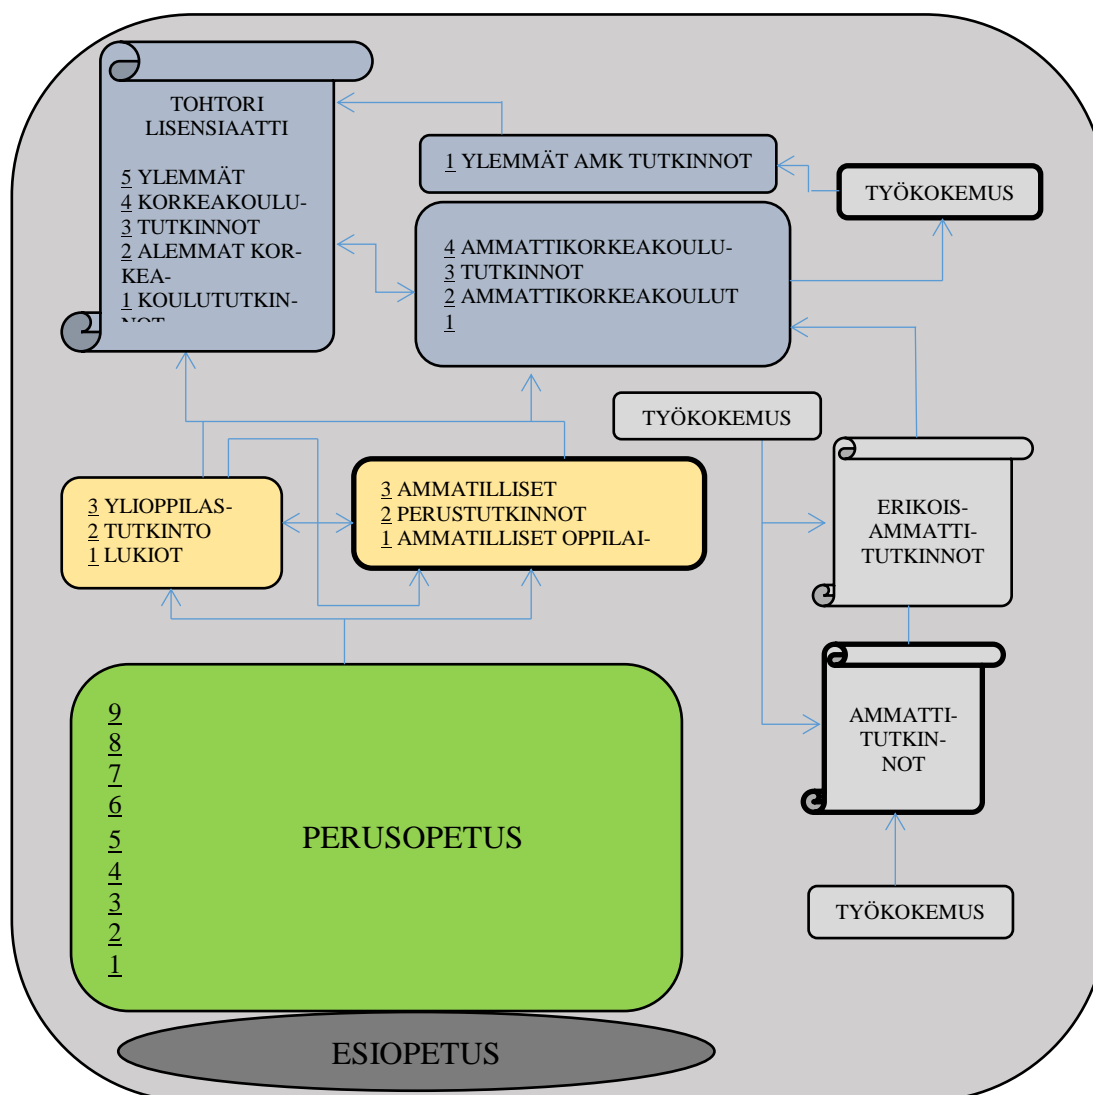 TOHTORI
LISENSIAATTI
5 YLEMMÄT
4 KORKEAKOULU-
3 TUTKINNOT
2 ALEMMAT KOR-
KEA-
1 KOULUTUTKIN-
NOT
1 YLEMMÄT AMK TUTKINNOT
TYÖKOKEMUS
4 AMMATTIKORKEAKOULU-
3 TUTKINNOT
2 AMMATTIKORKEAKOULUT
1
TYÖKOKEMUS
3 YLIOPPILAS-
2 TUTKINTO
1 LUKIOT
3 AMMATILLISET
2 PERUSTUTKINNOT
1 AMMATILLISET OPPILAI-
ERIKOIS-
AMMATTI-
TUTKINNOT
AMMATTI-
TUTKIN-
NOT
TYÖKOKEMUS
9
8
7
6
5
4
3
2
1
PERUSOPETUS
ESIOPETUS